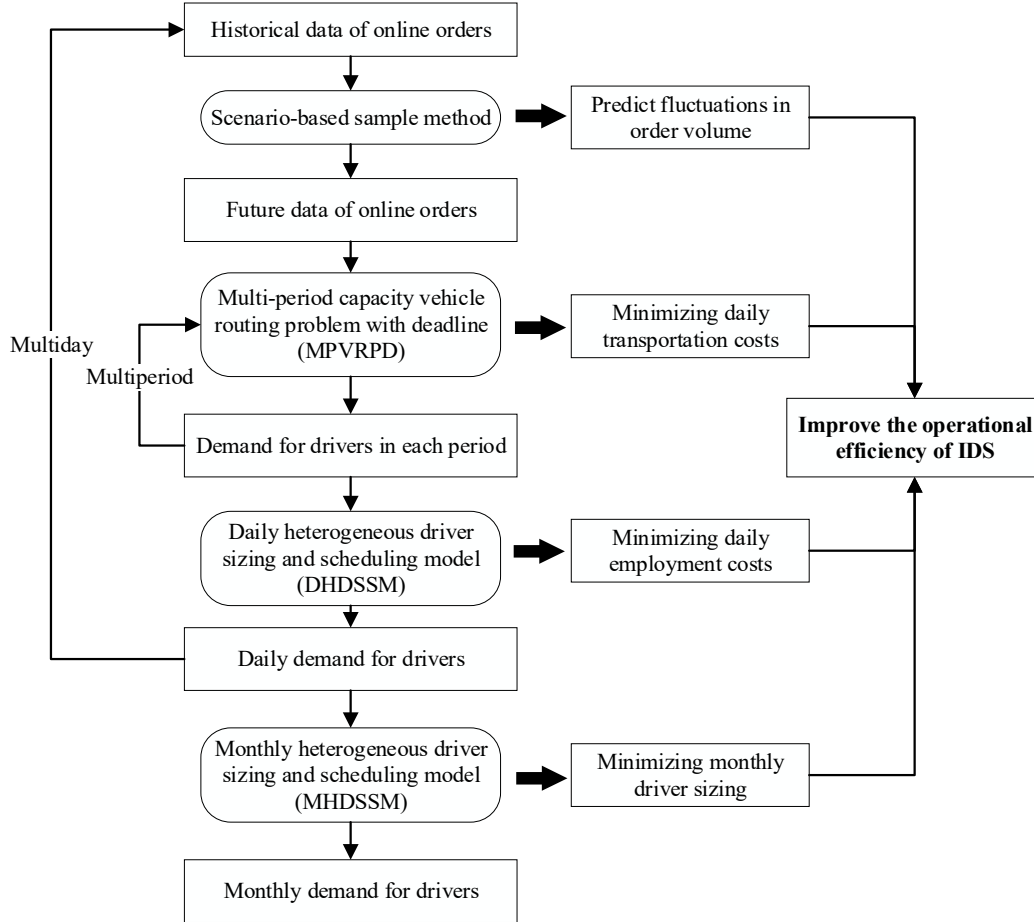 Historical data of online orders
Scenario-based sample method
Predict fluctuations in
order volume
Future data of online orders
Multi-period capacity vehicle
routing problem with deadline
(MPVRPD)
Minimizing daily
transportation costs
Multiday
Multiperiod
Demand for drivers in each period
Improve the operational
efficiency of IDS
Daily heterogeneous driver
sizing and scheduling model
(DHDSSM)
Minimizing daily
employment costs
Daily demand for drivers
Monthly heterogeneous driver
sizing and scheduling model
(MHDSSM)
Minimizing monthly
driver sizing
Monthly demand for drivers